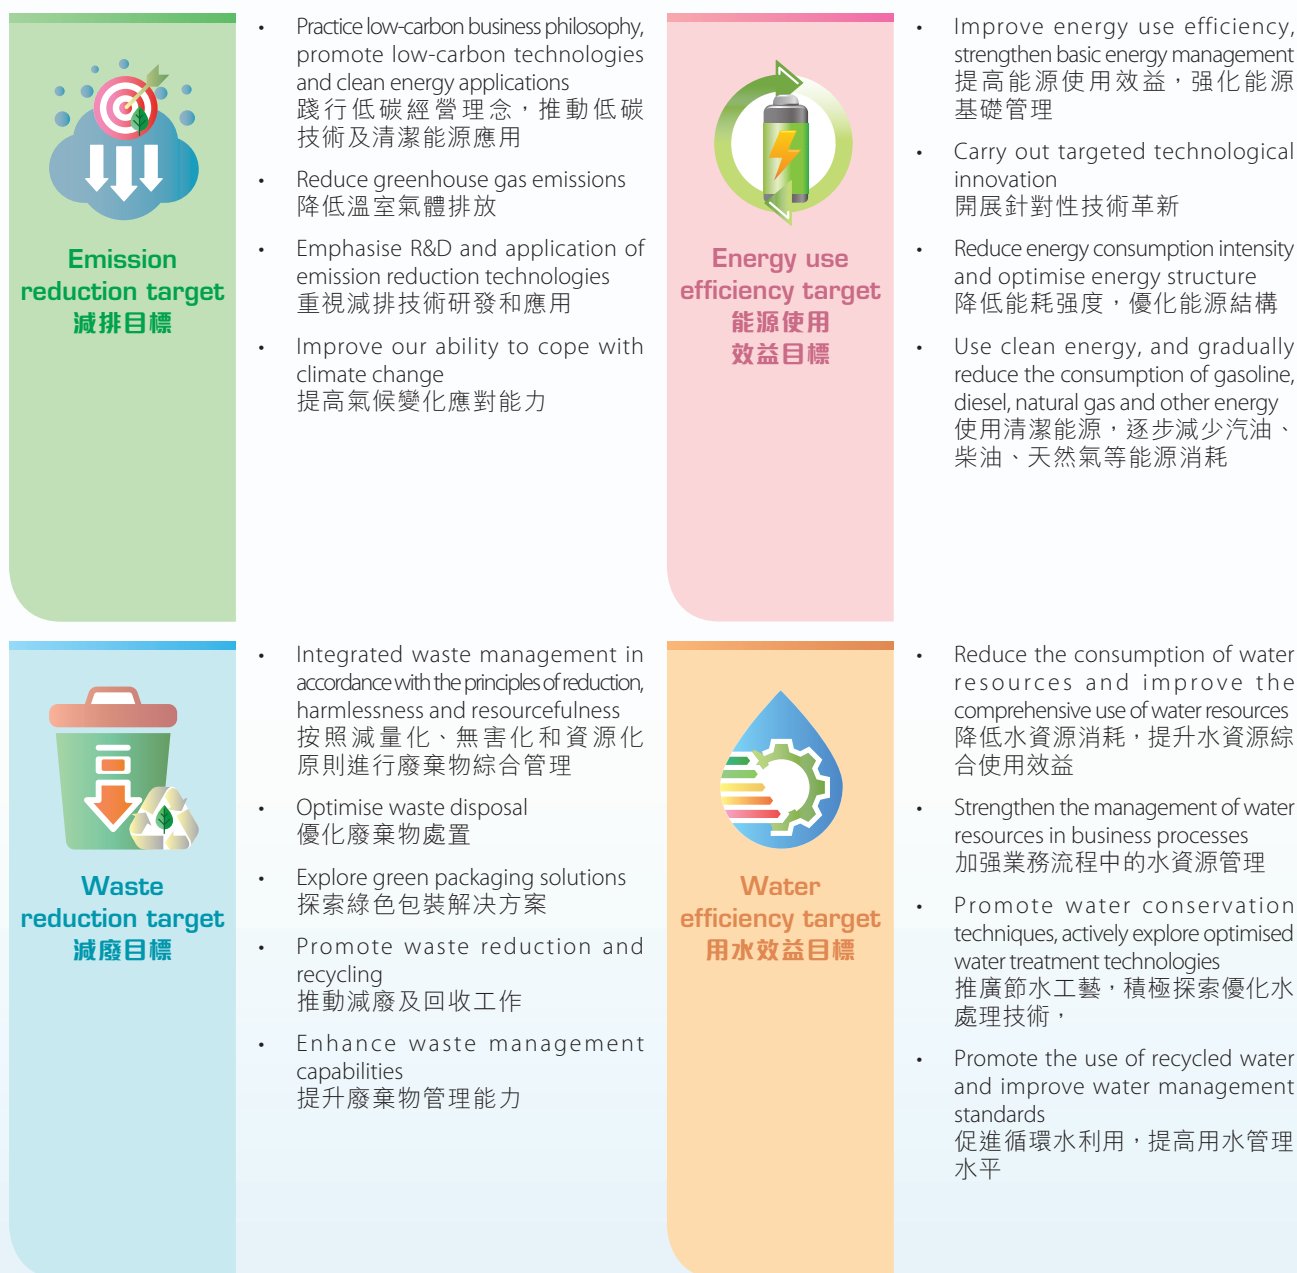 Emission
reduction target
減排目標
• Practice low-carbon business philosophy,
promote low-carbon technologies
and clean energy applications
踐行低碳經營理念，推動低碳
技術及清潔能源應用
• Reduce greenhouse gas emissions
降低溫室氣體排放
• Emphasise R&D and application of
emission reduction technologies
重視減排技術研發和應用
• Improve our ability to cope with
climate change
提高氣候變化應對能力
Energy use
efficiency target
能源使用
效益目標
• Improve energy use efficiency,
strengthen basic energy management
提高能源使用效益，强化能源
基礎管理
• Carry out targeted technological
innovation
開展針對性技術革新
• Reduce energy consumption intensity
and optimise energy structure
降低能耗强度，優化能源結構
• Use clean energy, and gradually
reduce the consumption of gasoline,
diesel, natural gas and other energy
使用清潔能源，逐步減少汽油、
柴油、天然氣等能源消耗
Waste
reduction target
減廢目標
• Integrated waste management in
accordance with the principles of reduction,
harmlessness and resourcefulness
按照減量化、無害化和資源化
原則進行廢棄物綜合管理
• Optimise waste disposal
優化廢棄物處置
• Explore green packaging solutions
探索綠色包裝解决方案
• Promote waste reduction and
recycling
推動減廢及回收工作
• Enhance waste management
capabilities
提升廢棄物管理能力
Water
efficiency target
用水效益目標
• Reduce the consumption of water
resources and improve the
comprehensive use of water resources
降低水資源消耗，提升水資源綜
合使用效益
• Strengthen the management of water
resources in business processes
加强業務流程中的水資源管理
• Promote water conservation
techniques, actively explore optimised
water treatment technologies
推廣節水工藝，積極探索優化水
處理技術，
• Promote the use of recycled water
and improve water management
standards
促進循環水利用，提高用水管理
水平